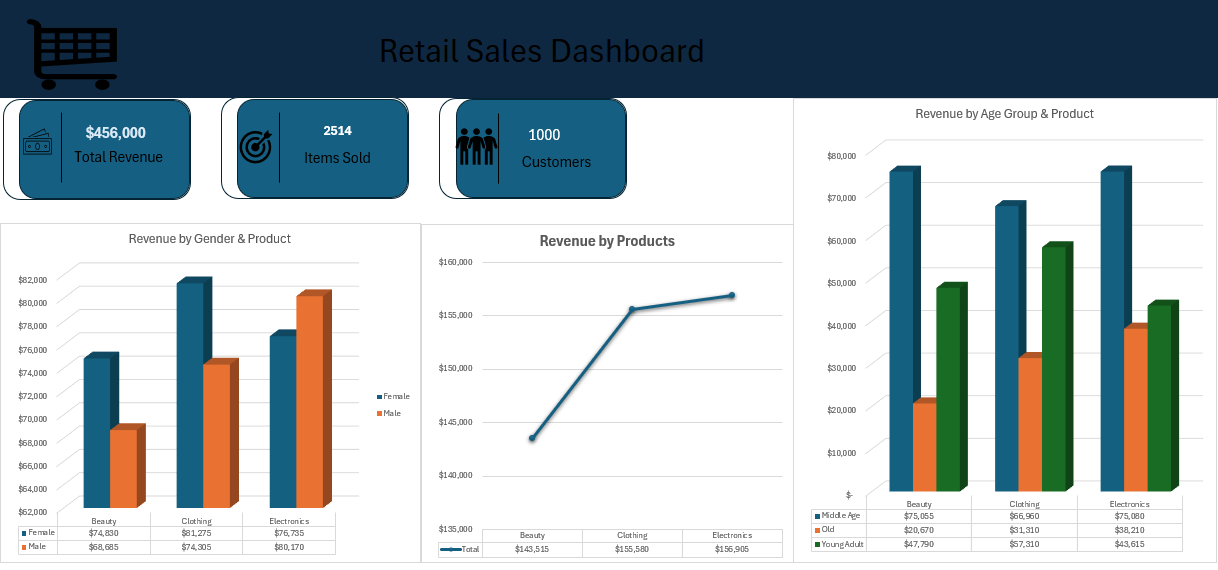 Retail Sales Dashboard
$456,000
Total Revenue
2514
Items Sold
1000
Customers
Revenue by Gender & Product
$82,000
$80,000
$78,000
$76,000
$74,000
$72,000
$70,000
$68,000
$66,000
$64,000
$62,000
Beauty Clothing Electronics
Female $74,830 $81,275 $76,735
Male $68,685 $74,305 $80,170
Female
Male
Revenue by Products
$160,000
$155,000
$150,000
$145,000
$140,000
$135,000
Beauty Clothing Electronics
Total $143,515 $155,580 $156,905
Revenue by Age Group & Product
$80,000
$70,000
$60,000
$50,000
$40,000
$30,000
$20,000
$10,000
$-
Beauty Clothing Electronics
Middle Age $75,055 $66,960 $75,080
Old $20,670 $31,310 $38,210
Young Adult $47,790 $57,310 $43,615